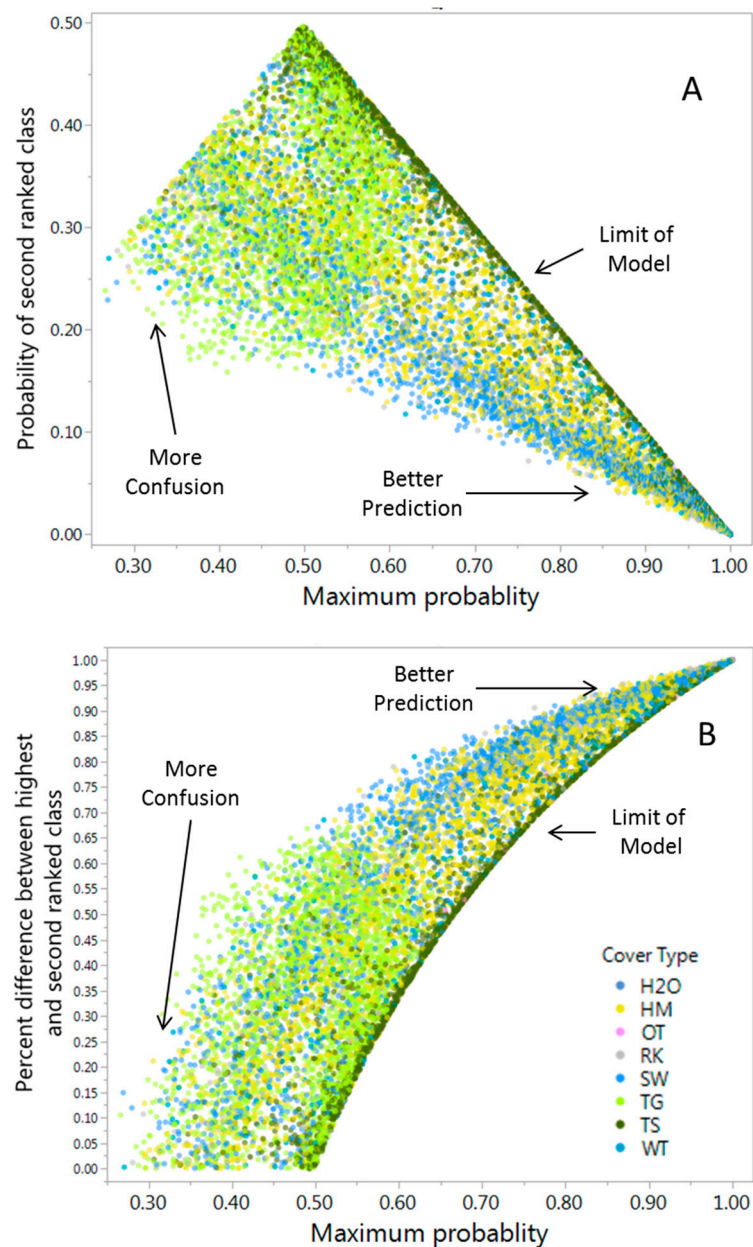 0.50
0.40
0.30
0.20
0.10
0.00
Probability of second ranked class
A
Limit of
Model
More
Confusion
Better
Prediction
0.30 0.40 0.50 0.60 0.70 0.80 0.90 1.00
Maximum probablity
1.00
0.95
0.90
0.85
0.80
0.75
0.70
0.65
0.60
0.55
0.50
0.45
0.40
0.35
0.30
0.25
0.20
0.15
0.10
0.05
0.00
Percent difference between highest
and second ranked class
Better
Prediction
B
More
Confusion
Limit of
Model
Cover Type
H2O
HM
OT
RK
SW
TG
TS
WT
0.30 0.40 0.50 0.60 0.70 0.80 0.90 1.00
Maximum probablity